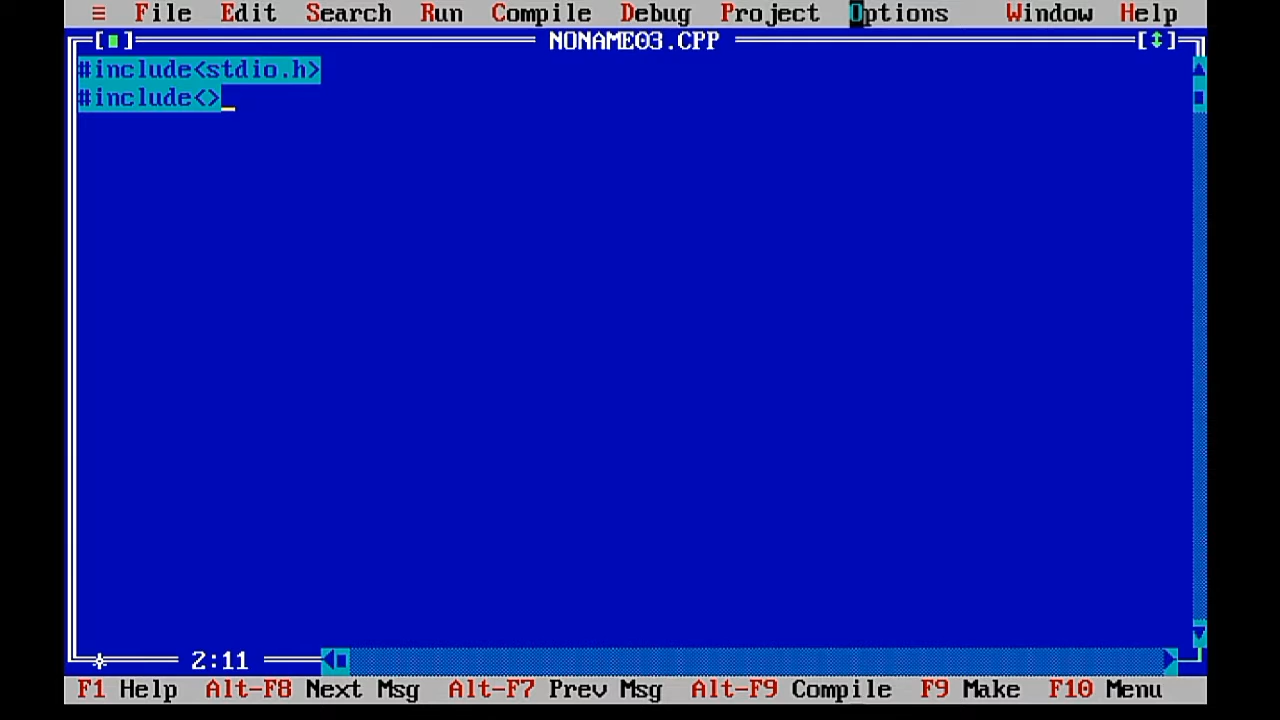 ≡ File Edit Search Run Compile Debug Project Options Window Help
[■] NONAME03.CPP [↕]
#include<stdio.h>
#include<>_
2:11
F1 Help Alt-F8 Next Msg Alt-F7 Prev Msg Alt-F9 Compile F9 Make F10 Menu